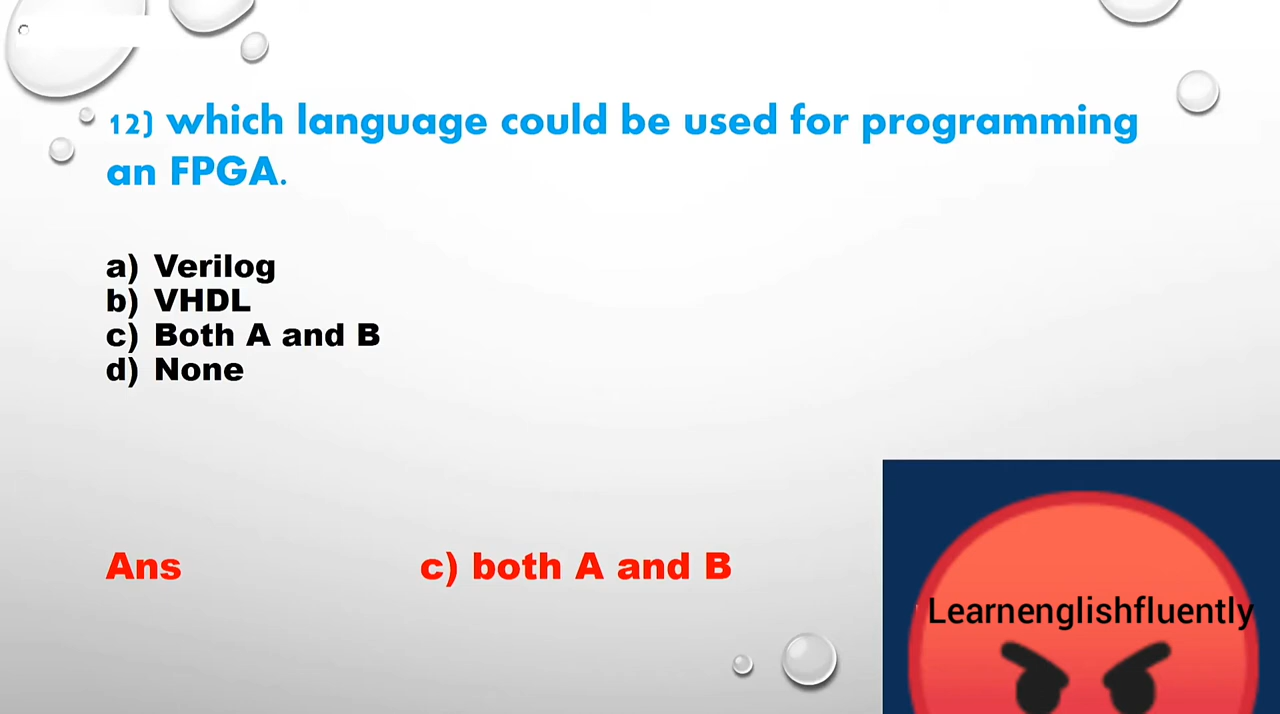 12) which language could be used for programming
an FPGA.
a) Verilog
b) VHDL
c) Both A and B
d) None
Ans c) both A and B
Learnenglishfluently